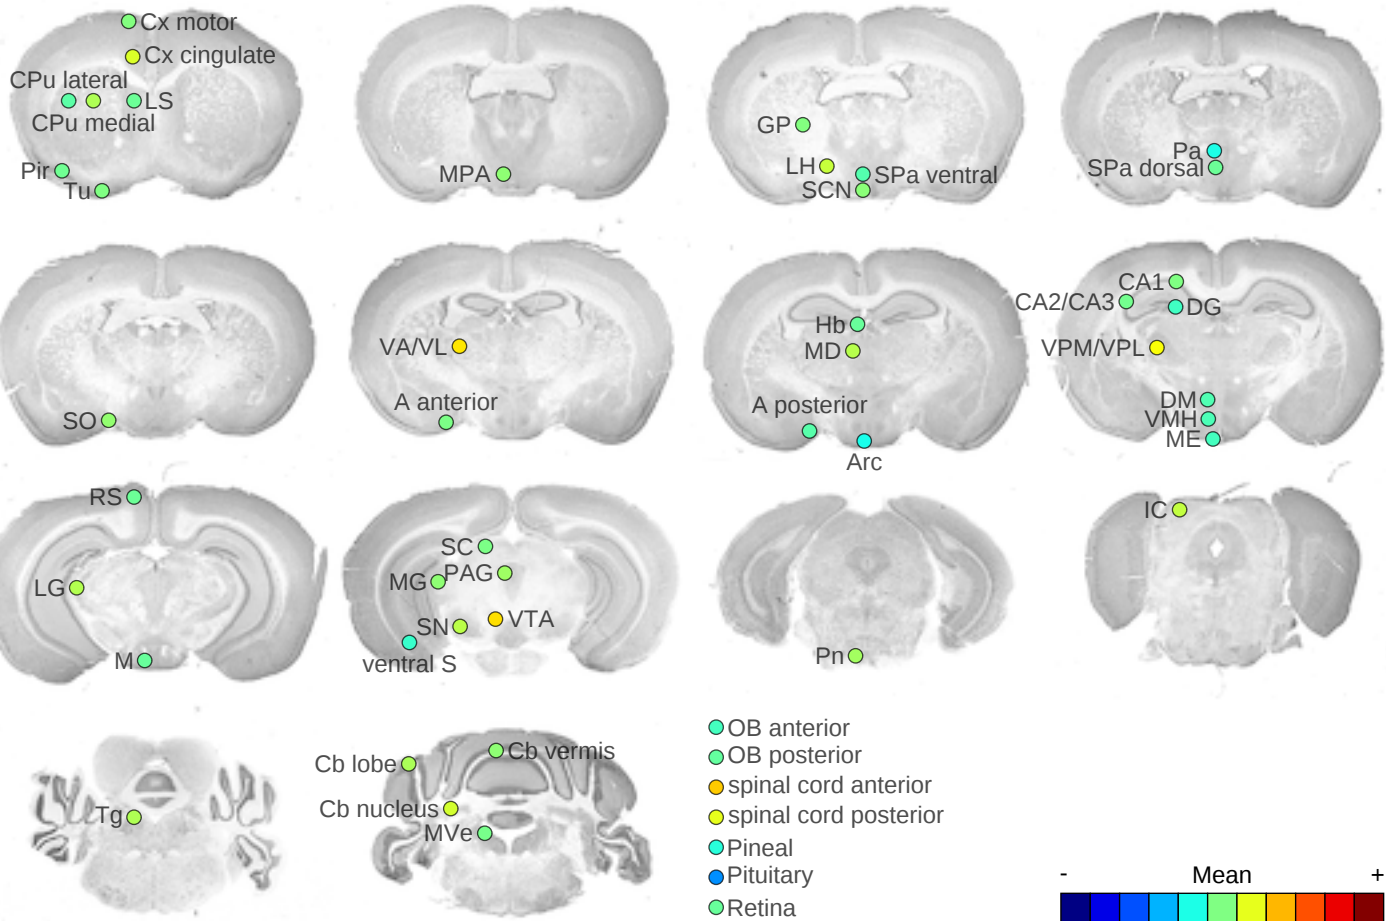 Cx motor
Cx cingulate
CPu lateral
LS
CPu medial
Pir
Tu
MPA
GP
LH
SPa ventral
SCN
Pa
SPa dorsal
SO
VA/VL
A anterior
Hb
MD
A posterior
Arc
CA1
CA2/CA3
DG
VPM/VPL
DM
VMH
ME
RS
LG
M
SC
MG
PAG
SN
VTA
ventral S
Pn
IC
Tg
Cb lobe
Cb vermis
Cb nucleus
MVe
OB anterior
OB posterior
spinal cord anterior
spinal cord posterior
Pineal
Pituitary
Retina
- Mean +